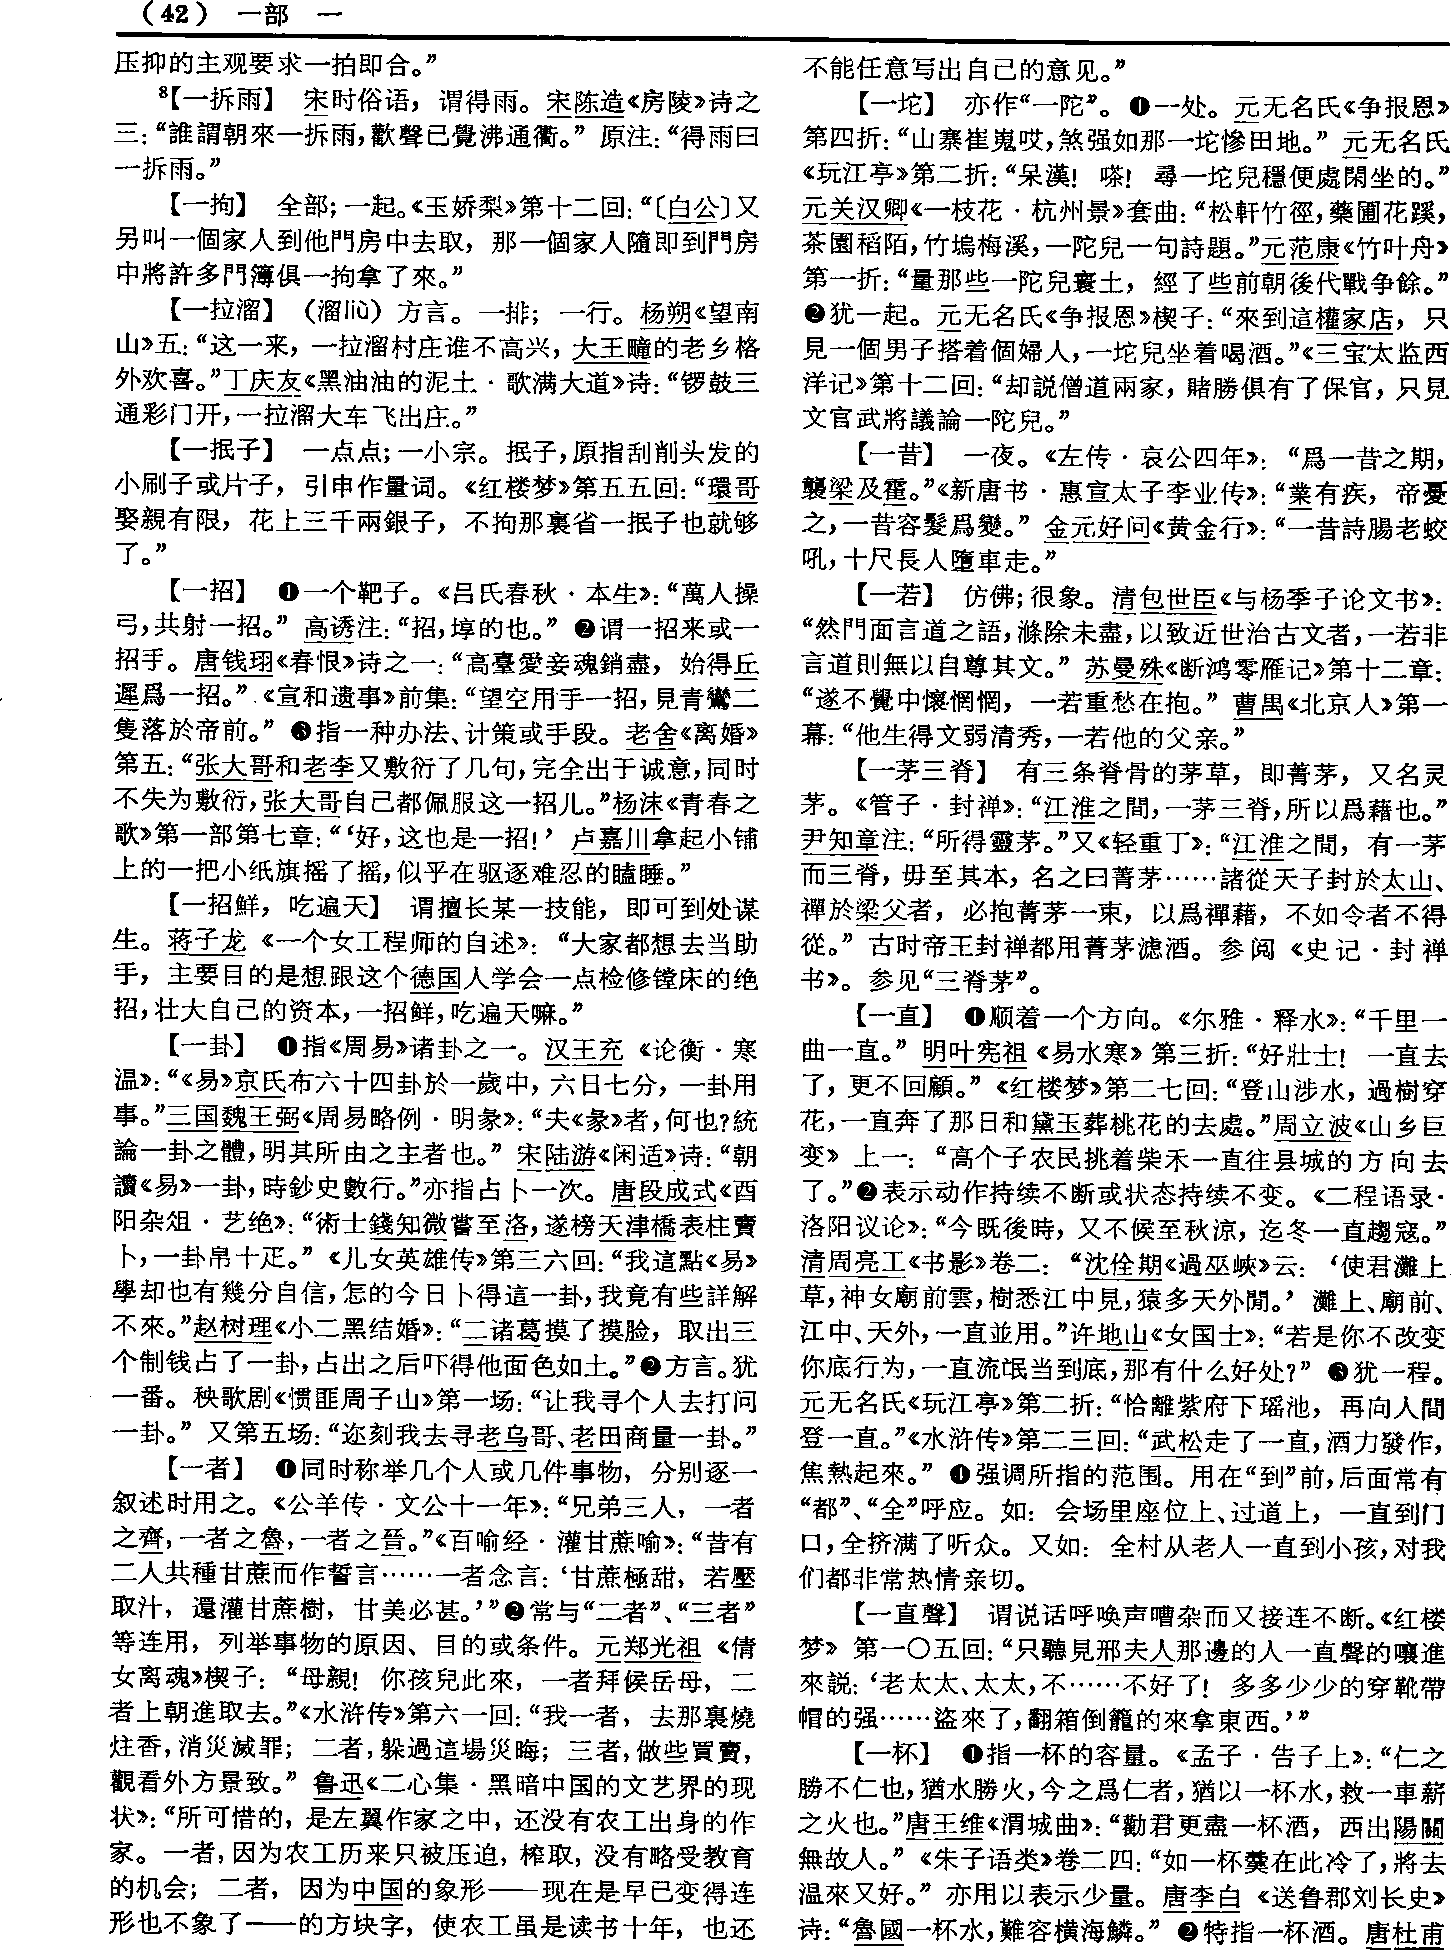 （42） 一部 一
压抑的主观要求一拍即合。”
⁸【一拆雨】 宋时俗语，谓得雨。宋陈造《房陵》诗之
三：“誰謂朝來一拆雨，歡聲已覺沸通衢。” 原注：“得雨曰
一拆雨。”
【一拘】 全部；一起。《玉娇梨》第十二回：“〔白公〕又
另叫一個家人到他門房中去取，那一個家人隨即到門房
中將許多門簿俱一拘拿了來。”
【一拉溜】 （溜liù）方言。一排；一行。杨朔《望南
山》五：“这一来，一拉溜村庄谁不高兴，大王疃的老乡格
外欢喜。”丁庆友《黑油油的泥土·歌满大道》诗：“锣鼓三
通彩门开，一拉溜大车飞出庄。”
【一抿子】 一点点；一小宗。抿子，原指刮削头发的
小刷子或片子，引申作量词。《红楼梦》第五五回：“環哥
娶親有限，花上三千兩銀子，不拘那裏省一抿子也就够
了。”
【一招】 ❶一个靶子。《吕氏春秋·本生》：“萬人操
弓，共射一招。” 高诱注：“招，埻的也。” ❷谓一招来或一
招手。唐钱珝《春恨》诗之一：“高臺愛妾魂銷盡，始得丘
遲爲一招。”《宣和遗事》前集：“望空用手一招，見青鸞二
隻落於帝前。” ❸指一种办法、计策或手段。老舍《离婚》
第五：“张大哥和老李又敷衍了几句，完全出于诚意，同时
不失为敷衍，张大哥自己都佩服这一招儿。”杨沫《青春之
歌》第一部第七章：“‘好，这也是一招！’ 卢嘉川拿起小铺
上的一把小纸旗摇了摇，似乎在驱逐难忍的瞌睡。”
【一招鲜，吃遍天】 谓擅长某一技能，即可到处谋
生。蒋子龙《一个女工程师的自述》：“大家都想去当助
手，主要目的是想跟这个德国人学会一点检修镗床的绝
招，壮大自己的资本，一招鲜，吃遍天嘛。”
【一卦】 ❶指《周易》诸卦之一。汉王充《论衡·寒
温》：“《易》京氏布六十四卦於一歲中，六日七分，一卦用
事。”三国魏王弼《周易略例·明彖》：“夫《彖》者，何也？統
論一卦之體，明其所由之主者也。” 宋陆游《闲适》诗：“朝
讀《易》一卦，時鈔史數行。”亦指占卜一次。唐段成式《酉
阳杂俎·艺绝》：“術士錢知微嘗至洛，遂榜天津橋表柱賣
卜，一卦帛十疋。” 《儿女英雄传》第三六回：“我這點《易》
學却也有幾分自信，怎的今日卜得這一卦，我竟有些詳解
不來。”赵树理《小二黑结婚》：“二诸葛摸了摸脸，取出三
个制钱占了一卦，占出之后吓得他面色如土。”❷方言。犹
一番。秧歌剧《惯匪周子山》第一场：“让我寻个人去打问
一卦。” 又第五场：“迩刻我去寻老乌哥、老田商量一卦。”
【一者】 ❶同时称举几个人或几件事物，分别逐一
叙述时用之。《公羊传·文公十一年》：“兄弟三人，一者
之齊，一者之魯，一者之晉。”《百喻经·灌甘蔗喻》：“昔有
二人共種甘蔗而作誓言……一者念言：‘甘蔗極甜，若壓
取汁，還灌甘蔗樹，甘美必甚。’”❷常与“二者”、“三者”
等连用，列举事物的原因、目的或条件。元郑光祖《倩
女离魂》楔子：“母親！你孩兒此來，一者拜候岳母，二
者上朝進取去。”《水浒传》第六一回：“我一者，去那裏燒
炷香，消災滅罪；二者，躲過這場災晦；三者，做些買賣，
觀看外方景致。” 鲁迅《二心集·黑暗中国的文艺界的现
状》：“所可惜的，是左翼作家之中，还没有农工出身的作
家。一者，因为农工历来只被压迫，榨取，没有略受教育
的机会；二者，因为中国的象形——现在是早已变得连
形也不象了——的方块字，使农工虽是读书十年，也还
不能任意写出自己的意见。”
【一坨】 亦作“一陀”。❶一处。元无名氏《争报恩》
第四折：“山寨崔嵬哎，煞强如那一坨慘田地。” 元无名氏
《玩江亭》第二折：“呆漢！嗏！尋一坨兒穩便處閑坐的。”
元关汉卿《一枝花·杭州景》套曲：“松軒竹徑，藥圃花蹊，
茶園稻陌，竹塢梅溪，一陀兒一句詩題。”元范康《竹叶舟》
第一折：“量那些一陀兒寰土，經了些前朝後代戰争餘。”
❷犹一起。元无名氏《争报恩》楔子：“來到這權家店，只
見一個男子搭着個婦人，一坨兒坐着喝酒。”《三宝太监西
洋记》第十二回：“却説僧道兩家，賭勝俱有了保官，只見
文官武將議論一陀兒。”
【一昔】 一夜。《左传·哀公四年》：“爲一昔之期，
襲梁及霍。”《新唐书·惠宣太子李业传》：“業有疾，帝憂
之，一昔容髮爲變。” 金元好问《黄金行》：“一昔詩腸老蛟
吼，十尺長人墮車走。”
【一若】 仿佛；很象。清包世臣《与杨季子论文书》：
“然門面言道之語，滌除未盡，以致近世治古文者，一若非
言道則無以自尊其文。” 苏曼殊《断鸿零雁记》第十二章：
“遂不覺中懷惘惘，一若重愁在抱。” 曹禺《北京人》第一
幕：“他生得文弱清秀，一若他的父亲。”
【一茅三脊】 有三条脊骨的茅草，即菁茅，又名灵
茅。《管子·封禅》：“江淮之間，一茅三脊，所以爲藉也。”
尹知章注：“所得靈茅。”又《轻重丁》：“江淮之間，有一茅
而三脊，毋至其本，名之曰菁茅……諸從天子封於太山、
禪於梁父者，必抱菁茅一束，以爲禪藉，不如令者不得
從。” 古时帝王封禅都用菁茅滤酒。参阅《史记·封禅
书》。参见“三脊茅”。
【一直】 ❶顺着一个方向。《尔雅·释水》：“千里一
曲一直。” 明叶宪祖《易水寒》第三折：“好壯士！一直去
了，更不回顧。”《红楼梦》第二七回：“登山涉水，過樹穿
花，一直奔了那日和黛玉葬桃花的去處。”周立波《山乡巨
变》上一：“高个子农民挑着柴禾一直往县城的方向去
了。”❷表示动作持续不断或状态持续不变。《二程语录·
洛阳议论》：“今既後時，又不候至秋涼，迄冬一直趨寇。”
清周亮工《书影》卷二：“沈佺期《過巫峽》云：‘使君灘上
草，神女廟前雲，樹悉江中見，猿多天外聞。’ 灘上、廟前、
江中、天外，一直並用。”许地山《女国士》：“若是你不改变
你底行为，一直流氓当到底，那有什么好处？” ❸犹一程。
元无名氏《玩江亭》第二折：“恰離紫府下瑶池，再向人間
登一直。”《水浒传》第二三回：“武松走了一直，酒力發作，
焦熱起來。” ❹强调所指的范围。用在“到”前，后面常有
“都”、“全”呼应。如：会场里座位上、过道上，一直到门
口，全挤满了听众。又如：全村从老人一直到小孩，对我
们都非常热情亲切。
【一直聲】 谓说话呼唤声嘈杂而又接连不断。《红楼
梦》第一〇五回：“只聽見邢夫人那邊的人一直聲的嚷進
來説：‘老太太、太太，不……不好了！多多少少的穿靴帶
帽的强……盗來了，翻箱倒籠的來拿東西。’”
【一杯】 ❶指一杯的容量。《孟子·告子上》：“仁之
勝不仁也，猶水勝火，今之爲仁者，猶以一杯水，救一車薪
之火也。”唐王维《渭城曲》：“勸君更盡一杯酒，西出陽關
無故人。” 《朱子语类》卷二四：“如一杯羹在此冷了，將去
温來又好。” 亦用以表示少量。唐李白《送鲁郡刘长史》
诗：“魯國一杯水，難容横海鱗。” ❷特指一杯酒。唐杜甫